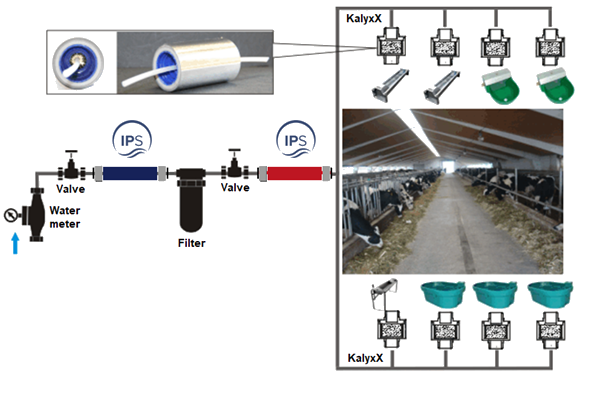 KalyxX
IPS
IPS
Valve
Valve
Water
meter
Filter
KalyxX